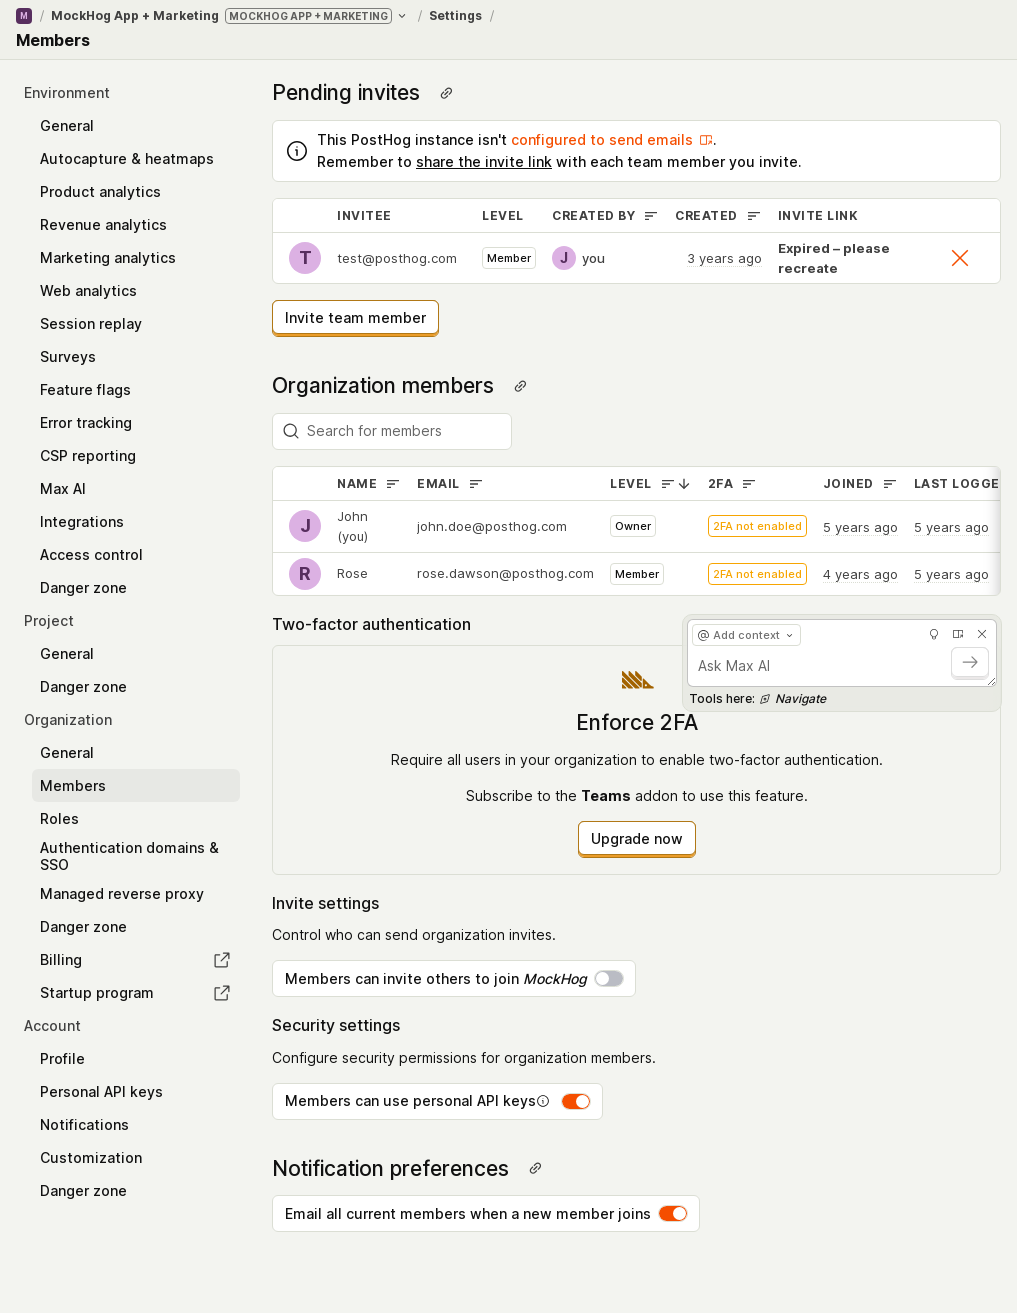 M / MockHog App + Marketing MOCKHOG APP + MARKETING / Settings /
Members
Environment
General
Autocapture & heatmaps
Product analytics
Revenue analytics
Marketing analytics
Web analytics
Session replay
Surveys
Feature flags
Error tracking
CSP reporting
Max AI
Integrations
Access control
Danger zone
Project
General
Danger zone
Organization
General
Members
Roles
Authentication domains &
SSO
Managed reverse proxy
Danger zone
Billing
Startup program
Account
Profile
Personal API keys
Notifications
Customization
Danger zone
Pending invites
This PostHog instance isn't configured to send emails.
Remember to share the invite link with each team member you invite.
INVITEE LEVEL CREATED BY CREATED INVITE LINK
T test@posthog.com Member J you 3 years ago Expired – please
recreate
Invite team member
Organization members
Search for members
NAME EMAIL LEVEL 2FA JOINED LAST LOGGE
J John
(you) john.doe@posthog.com Owner 2FA not enabled 5 years ago 5 years ago
R Rose rose.dawson@posthog.com Member 2FA not enabled 4 years ago 5 years ago
Two-factor authentication
@ Add context
Ask Max AI
Tools here: Navigate
Enforce 2FA
Require all users in your organization to enable two-factor authentication.
Subscribe to the Teams addon to use this feature.
Upgrade now
Invite settings
Control who can send organization invites.
Members can invite others to join MockHog
Security settings
Configure security permissions for organization members.
Members can use personal API keys
Notification preferences
Email all current members when a new member joins